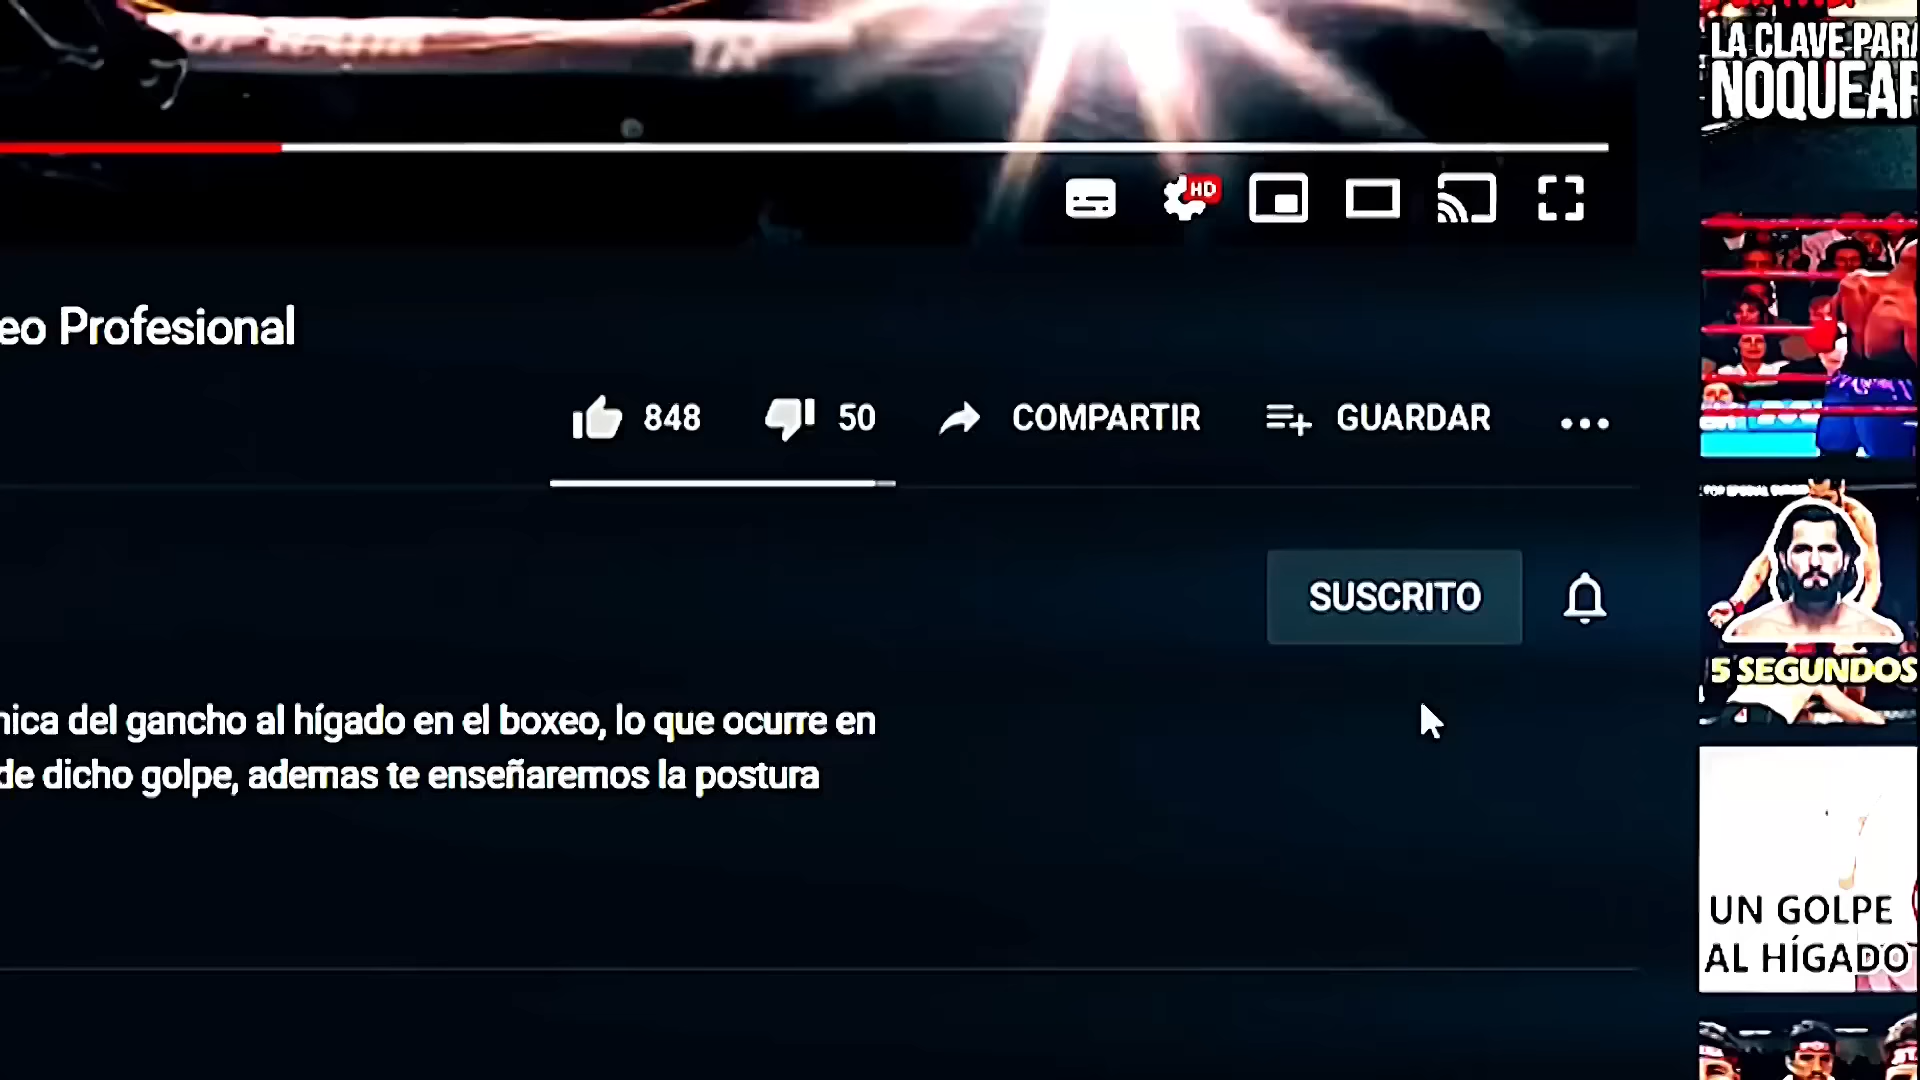 LA CLAVE PARA
NOQUEAR
HD
eo Profesional
848
50
COMPARTIR
GUARDAR
SUSCRITO
5 SEGUNDOS
nica del gancho al hígado en el boxeo, lo que ocurre en
de dicho golpe, ademas te enseñaremos la postura
UN GOLPE
AL HÍGADO